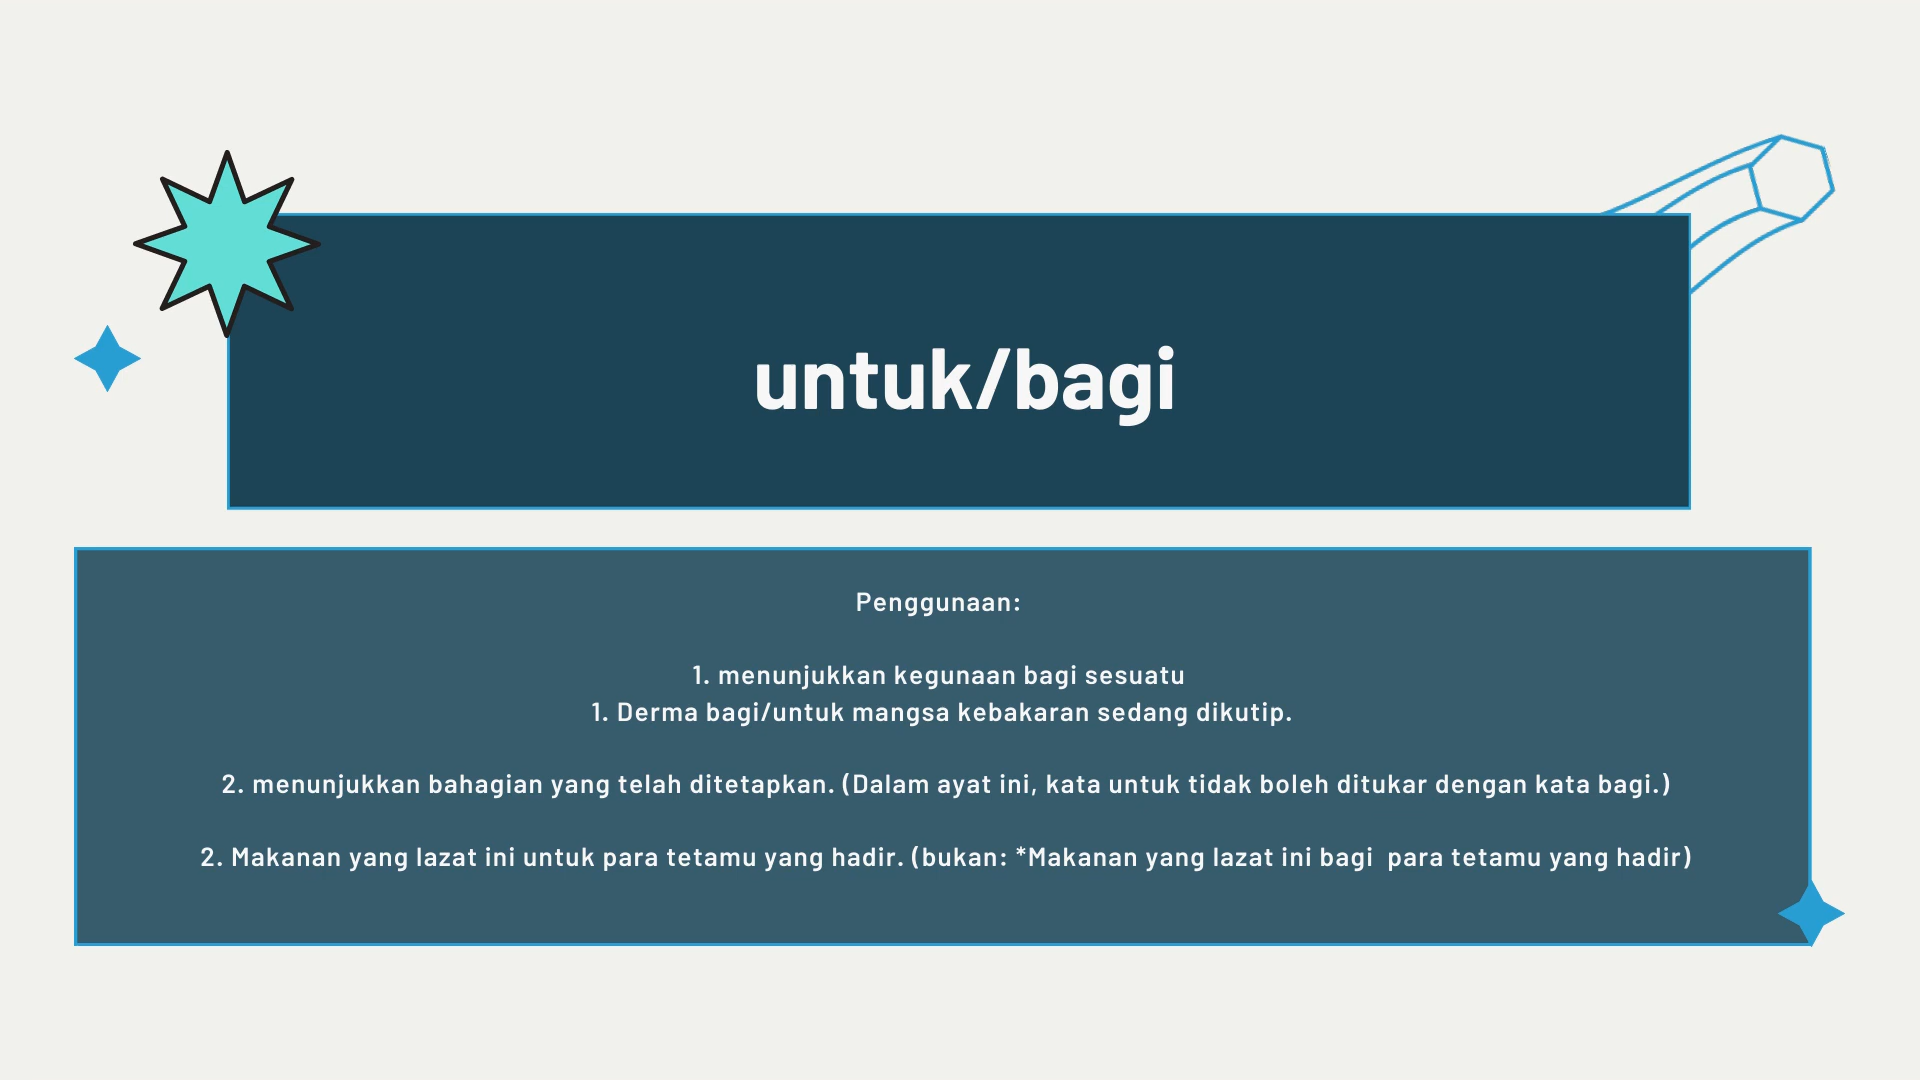 untuk/bagi
Penggunaan:
1. menunjukkan kegunaan bagi sesuatu
1. Derma bagi/untuk mangsa kebakaran sedang dikutip.
2. menunjukkan bahagian yang telah ditetapkan. (Dalam ayat ini, kata untuk tidak boleh ditukar dengan kata bagi.)
2. Makanan yang lazat ini untuk para tetamu yang hadir. (bukan: *Makanan yang lazat ini bagi  para tetamu yang hadir)